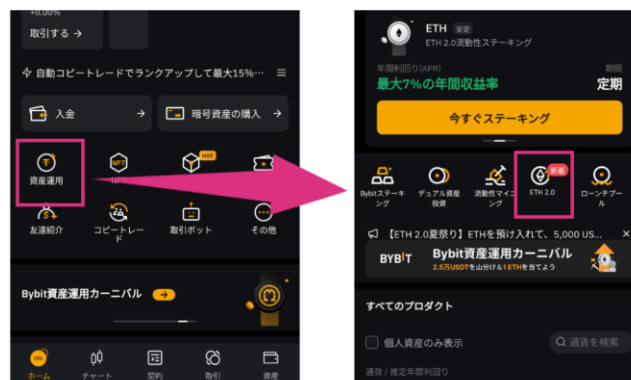 +0.00%
取引する →
自動コピートレードでランクアップして最大15%…
入金 →
暗号資産の購入 →
資産運用
NFT
HOT
友達紹介
コピートレー
ド
取引ボット
その他
Bybit資産運用カーニバル →
ホーム
チャート
契約
取引
資産
ETH 安定
ETH 2.0流動性ステーキング
年間利回り(APR)
期間
最大7%の年間収益率
定期
今すぐステーキング
新着
Bybitステーキ
ング
デュアル資産
投資
流動性マイニ
ング
ETH 2.0
ローンチプー
ル
【ETH 2.0夏祭り】ETHを預け入れて、5,000 US... ×
BYBIT
Bybit資産運用カーニバル
2.5万USDTを山分け&1ETHを当てよう
すべてのプロダクト
個人資産のみ表示
通貨を検索
通貨 / 推定年間利回り